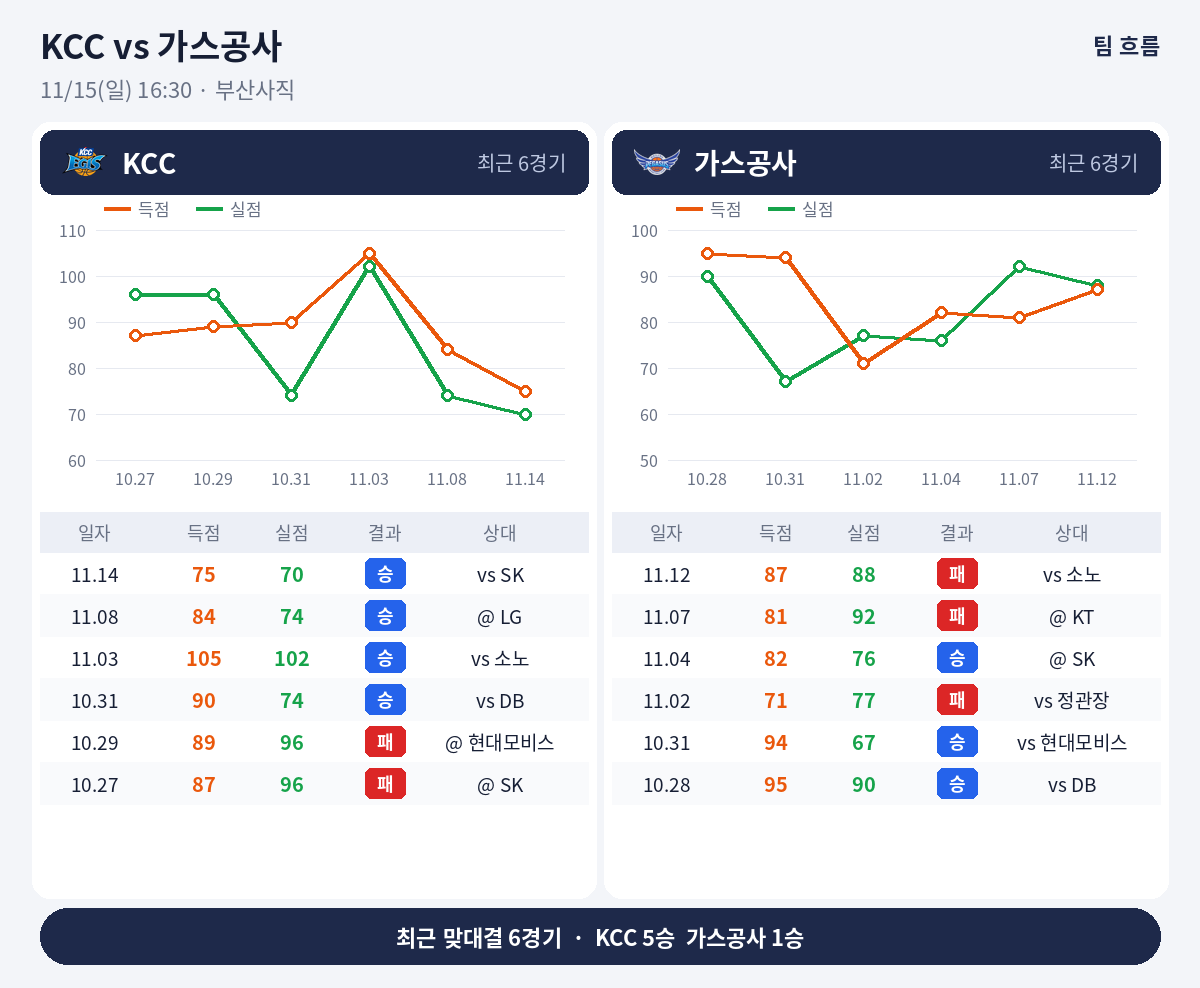 KCC vs 가스공사
팀 흐름
11/15(일) 16:30 · 부산사직
KCC
KCC 최근 6경기
득점 실점
110
100
90
80
70
60
10.27 10.29 10.31 11.03 11.08 11.14
일자 득점 실점 결과 상대
11.14 75 70 승 vs SK
11.08 84 74 승 @ LG
11.03 105 102 승 vs 소노
10.31 90 74 승 vs DB
10.29 89 96 패 @ 현대모비스
10.27 87 96 패 @ SK
가스공사 최근 6경기
득점 실점
100
90
80
70
60
50
10.28 10.31 11.02 11.04 11.07 11.12
일자 득점 실점 결과 상대
11.12 87 88 패 vs 소노
11.07 81 92 패 @ KT
11.04 82 76 승 @ SK
11.02 71 77 패 vs 정관장
10.31 94 67 승 vs 현대모비스
10.28 95 90 승 vs DB
최근 맞대결 6경기 · KCC 5승 가스공사 1승